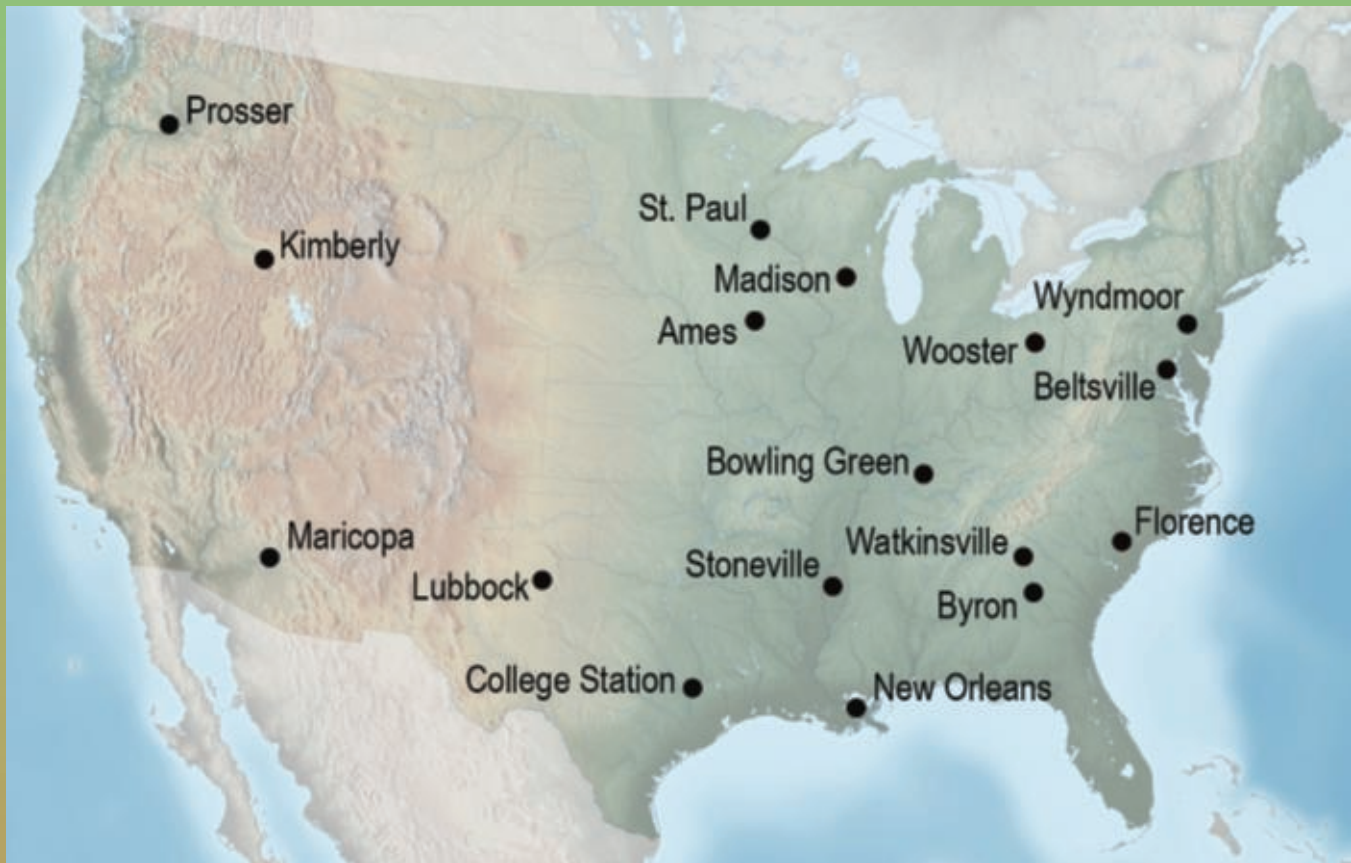 Prosser
St. Paul
Kimberly
Madison
Wyndmoor
Ames
Wooster
Beltsville
Bowling Green
Florence
Maricopa
Watkinsville
Stoneville
Lubbock
Byron
College Station
New Orleans